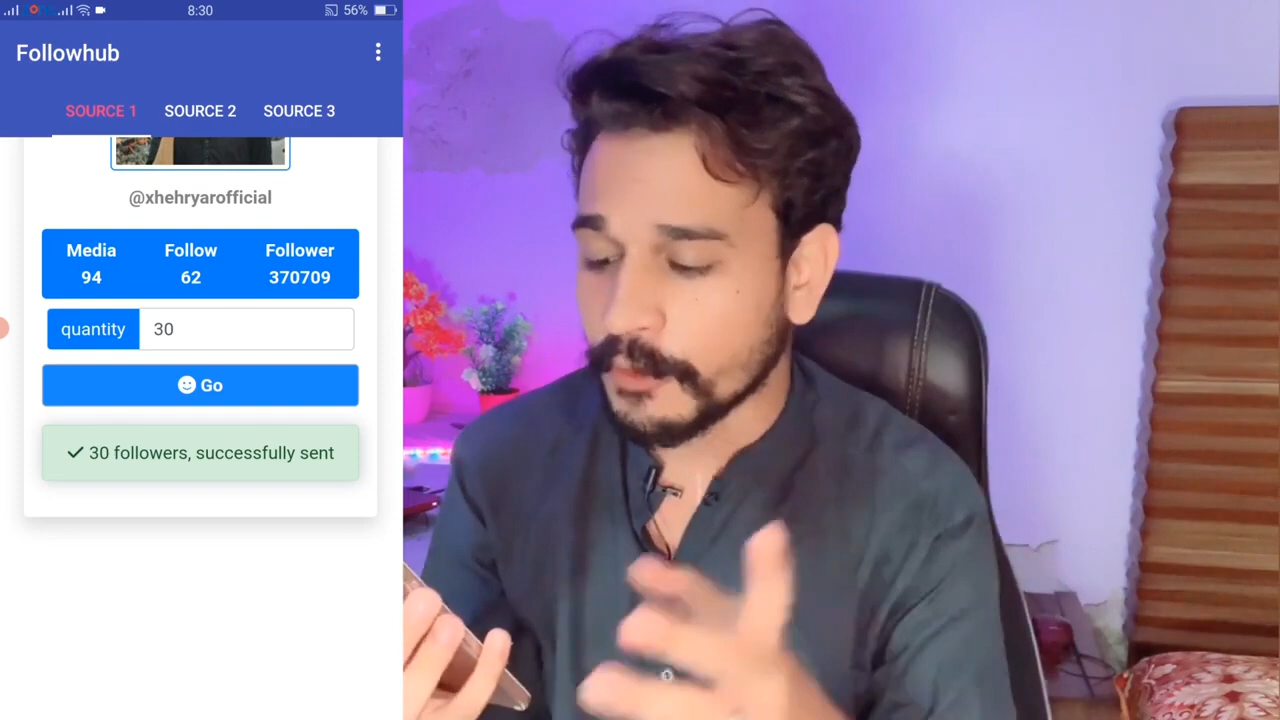 8:30
56%
Followhub
SOURCE 1 SOURCE 2 SOURCE 3
@xhehryarofficial
Media Follow Follower
94 62 370709
quantity 30
Go
30 followers, successfully sent